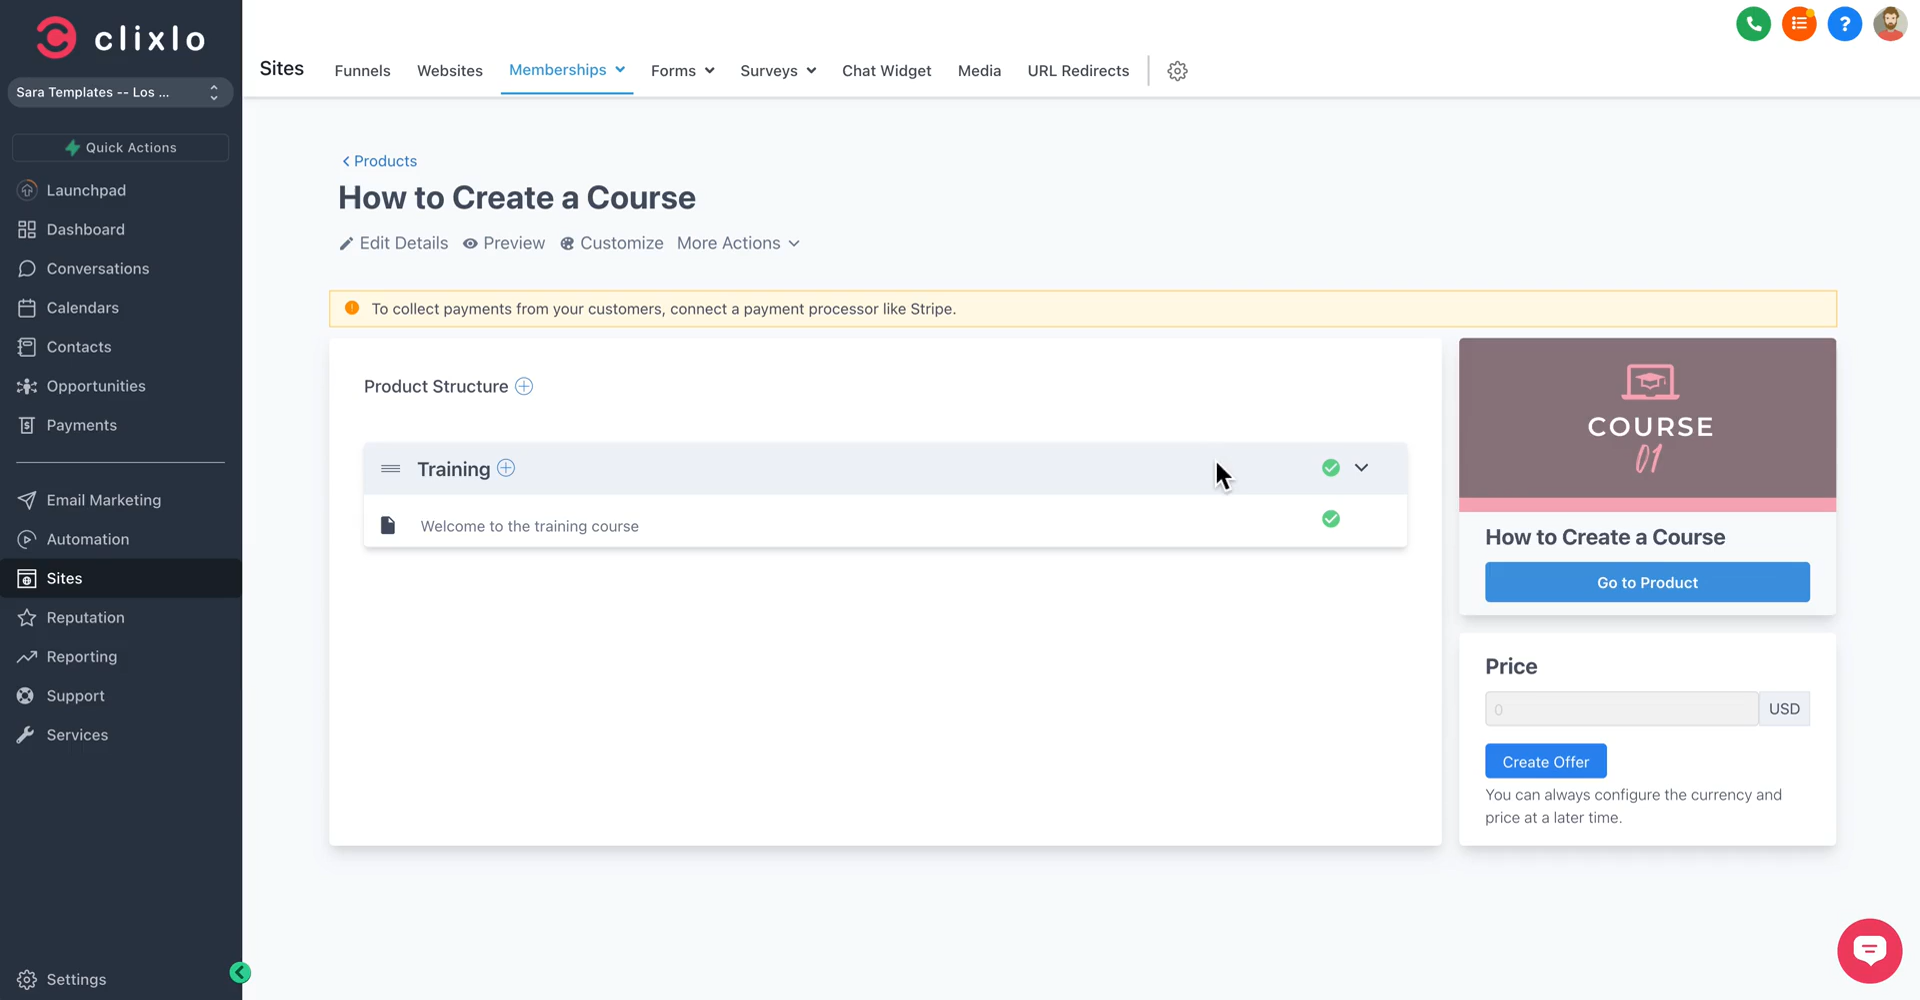 clixlo
Sara Templates -- Los ...
Quick Actions
Launchpad
Dashboard
Conversations
Calendars
Contacts
Opportunities
Payments
Email Marketing
Automation
Sites
Reputation
Reporting
Support
Services
Settings
Sites
Funnels
Websites
Memberships
Forms
Surveys
Chat Widget
Media
URL Redirects
?
Products
How to Create a Course
Edit Details
Preview
Customize
More Actions
To collect payments from your customers, connect a payment processor like Stripe.
Product Structure
Training
Welcome to the training course
COURSE
01
How to Create a Course
Go to Product
Price
0
USD
Create Offer
You can always configure the currency and
price at a later time.